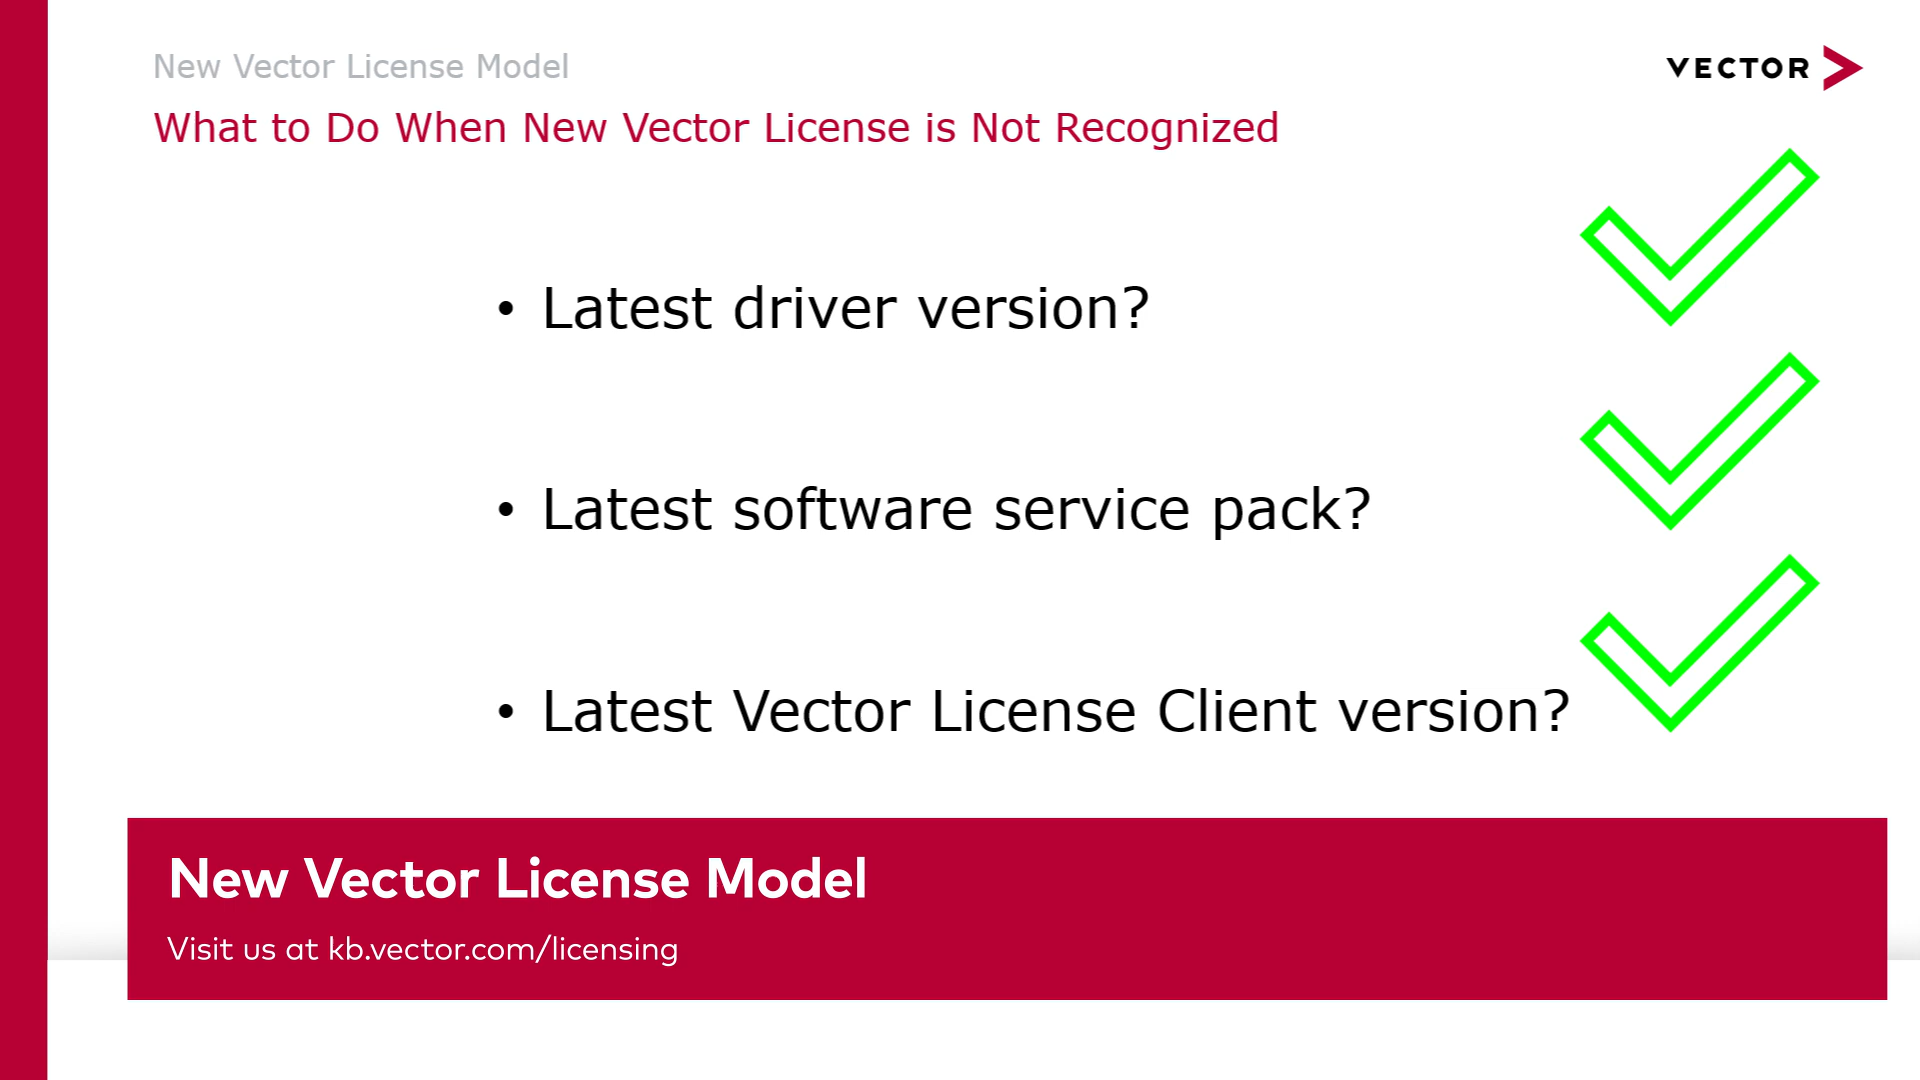 New Vector License Model
VECTOR
What to Do When New Vector License is Not Recognized
• Latest driver version?
• Latest software service pack?
• Latest Vector License Client version?
New Vector License Model
Visit us at kb.vector.com/licensing